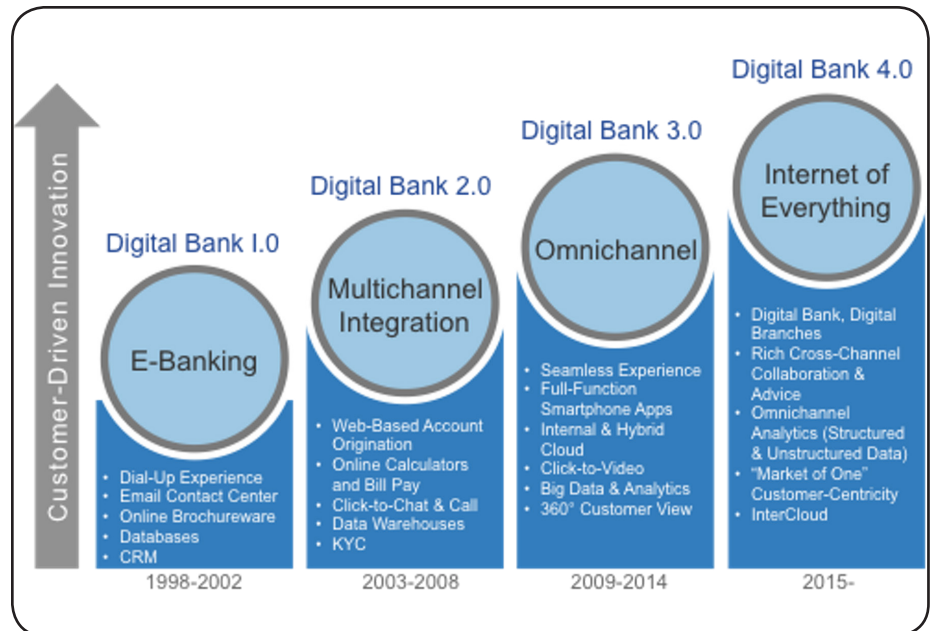 Customer-Driven Innovation
Digital Bank I.0
E-Banking
• Dial-Up Experience
• Email Contact Center
• Online Brochureware
• Databases
• CRM
1998-2002
Digital Bank 2.0
Multichannel
Integration
• Web-Based Account
Origination
• Online Calculators
and Bill Pay
• Click-to-Chat & Call
• Data Warehouses
• KYC
2003-2008
Digital Bank 3.0
Omnichannel
• Seamless Experience
• Full-Function
Smartphone Apps
• Internal & Hybrid
Cloud
• Click-to-Video
• Big Data & Analytics
• 360° Customer View
2009-2014
Digital Bank 4.0
Internet of
Everything
• Digital Bank, Digital
Branches
• Rich Cross-Channel
Collaboration &
Advice
• Omnichannel
Analytics (Structured
& Unstructured Data)
• “Market of One”
Customer-Centricity
• InterCloud
2015-